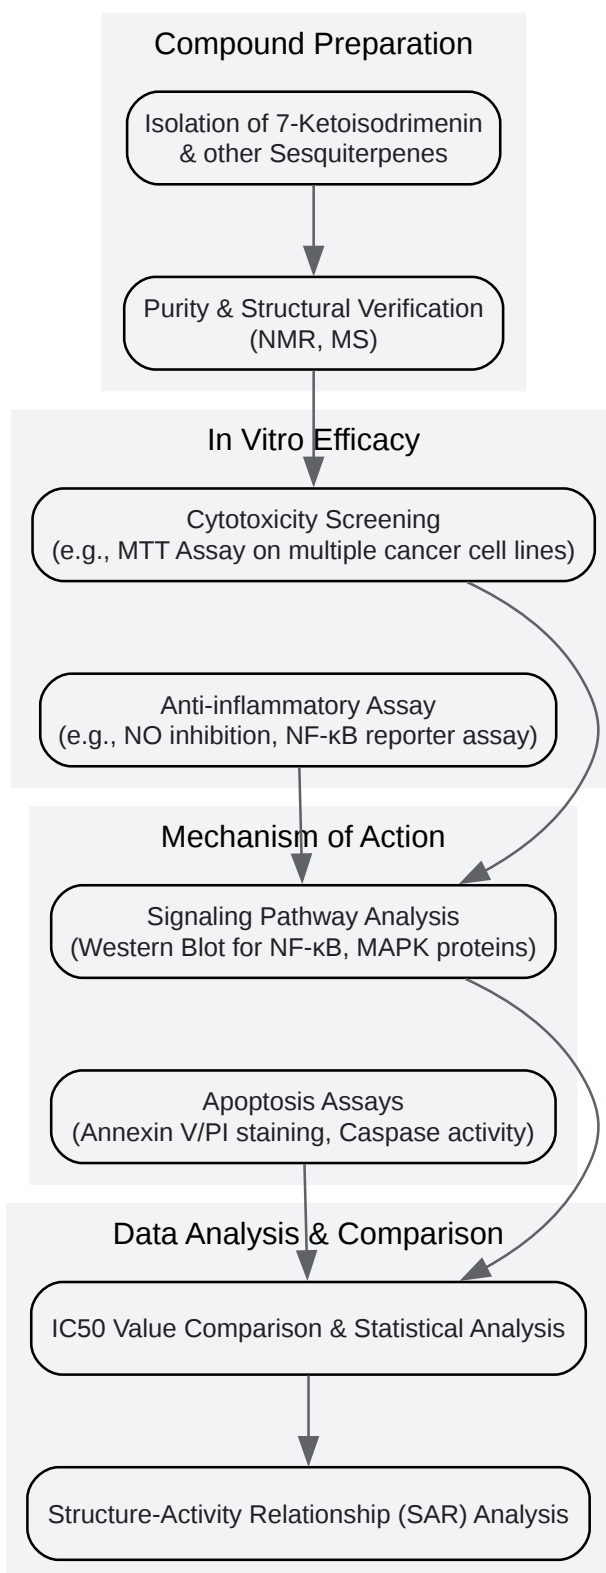 Compound Preparation
Isolation of 7-Ketoisodrimenin
& other Sesquiterpenes
Purity & Structural Verification
(NMR, MS)
In Vitro Efficacy
Cytotoxicity Screening
(e.g., MTT Assay on multiple cancer cell lines)
Anti-inflammatory Assay
(e.g., NO inhibition, NF-κB reporter assay)
Mechanism of Action
Signaling Pathway Analysis
(Western Blot for NF-κB, MAPK proteins)
Apoptosis Assays
(Annexin V/PI staining, Caspase activity)
Data Analysis & Comparison
IC50 Value Comparison & Statistical Analysis
Structure-Activity Relationship (SAR) Analysis